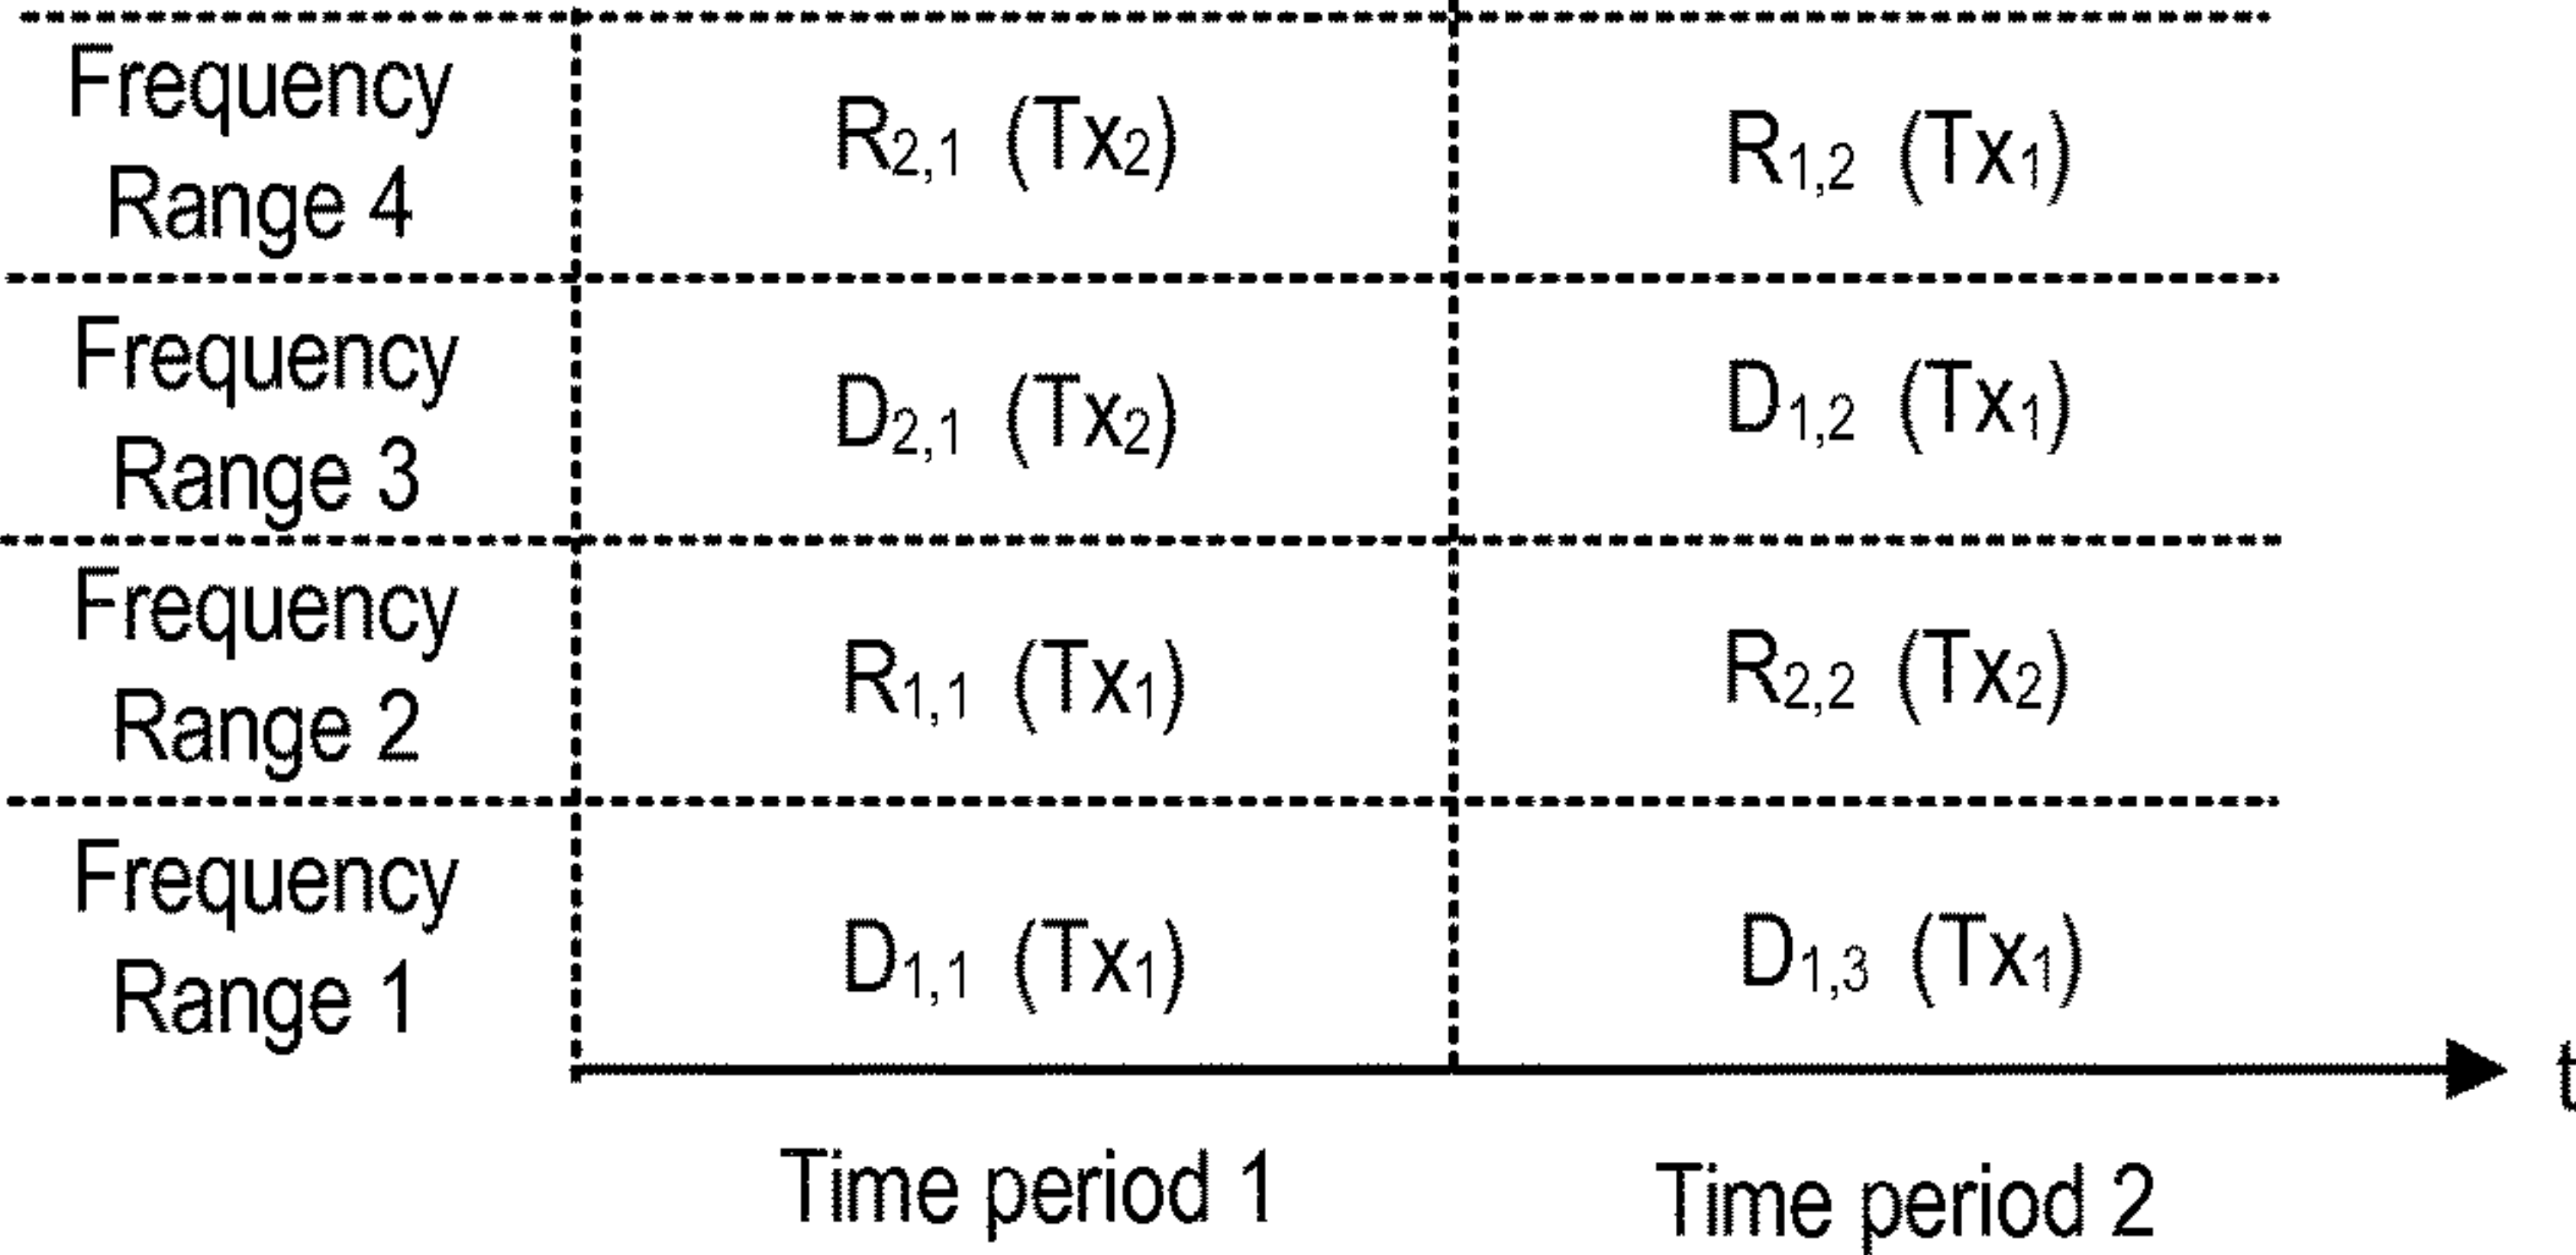 Frequency
Range 4
R2,1 (Tx2)
R1,2 (Tx1)
Frequency
Range 3
D2,1 (Tx2)
D1,2 (Tx1)
Frequency
Range 2
R1,1 (Tx1)
R2,2 (Tx2)
Frequency
Range 1
D1,1 (Tx1)
D1,3 (Tx1)
t
Time period 1
Time period 2